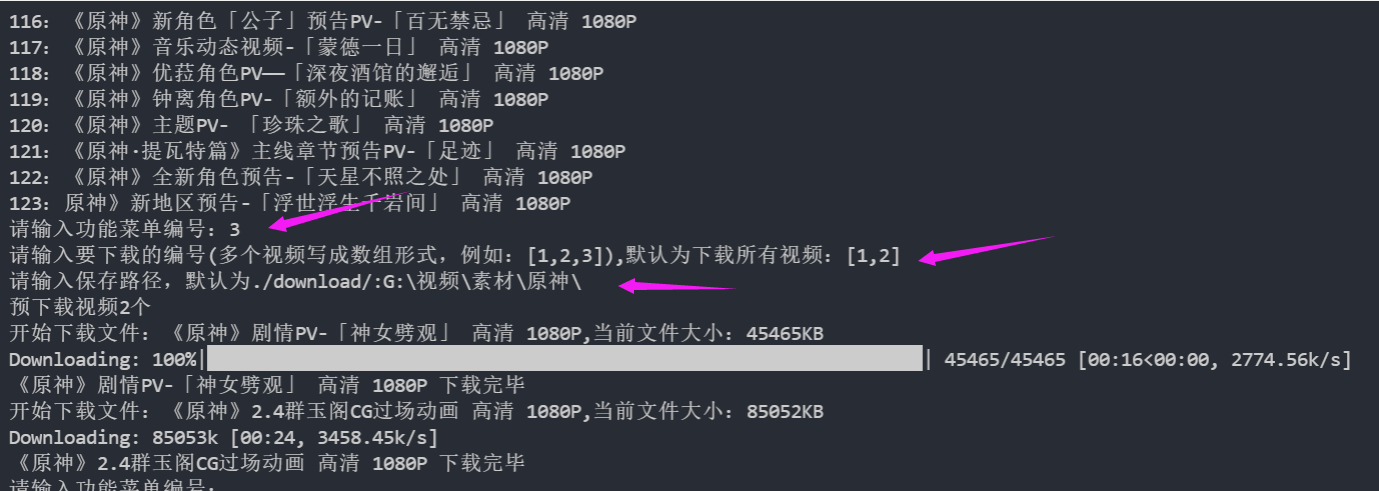 116: 《原神》新角色「公子」预告PV-「百无禁忌」 高清 1080P
117: 《原神》音乐动态视频-「蒙德一日」 高清 1080P
118: 《原神》优菈角色PV——「深夜酒馆的邂逅」 高清 1080P
119: 《原神》钟离角色PV-「额外的记账」 高清 1080P
120: 《原神》主题PV- 「珍珠之歌」 高清 1080P
121: 《原神·提瓦特篇》主线章节预告PV-「足迹」 高清 1080P
122: 《原神》全新角色预告-「天星不照之处」 高清 1080P
123: 原神》新地区预告-「浮世浮生千岩间」 高清 1080P
请输入功能菜单编号: 3
请输入要下载的编号(多个视频写成数组形式，例如: [1,2,3]),默认为下载所有视频: [1,2]
请输入保存路径，默认为./download/:G:\视频\素材\原神\
预下载视频2个
开始下载文件: 《原神》剧情PV-「神女劈观」 高清 1080P,当前文件大小: 45465KB
Downloading: 100%| | 45465/45465 [00:16<00:00, 2774.56k/s]
《原神》剧情PV-「神女劈观」 高清 1080P 下载完毕
开始下载文件: 《原神》2.4群玉阁CG过场动画 高清 1080P,当前文件大小: 85052KB
Downloading: 85053k [00:24, 3458.45k/s]
《原神》2.4群玉阁CG过场动画 高清 1080P 下载完毕
请输入功能菜单编号: